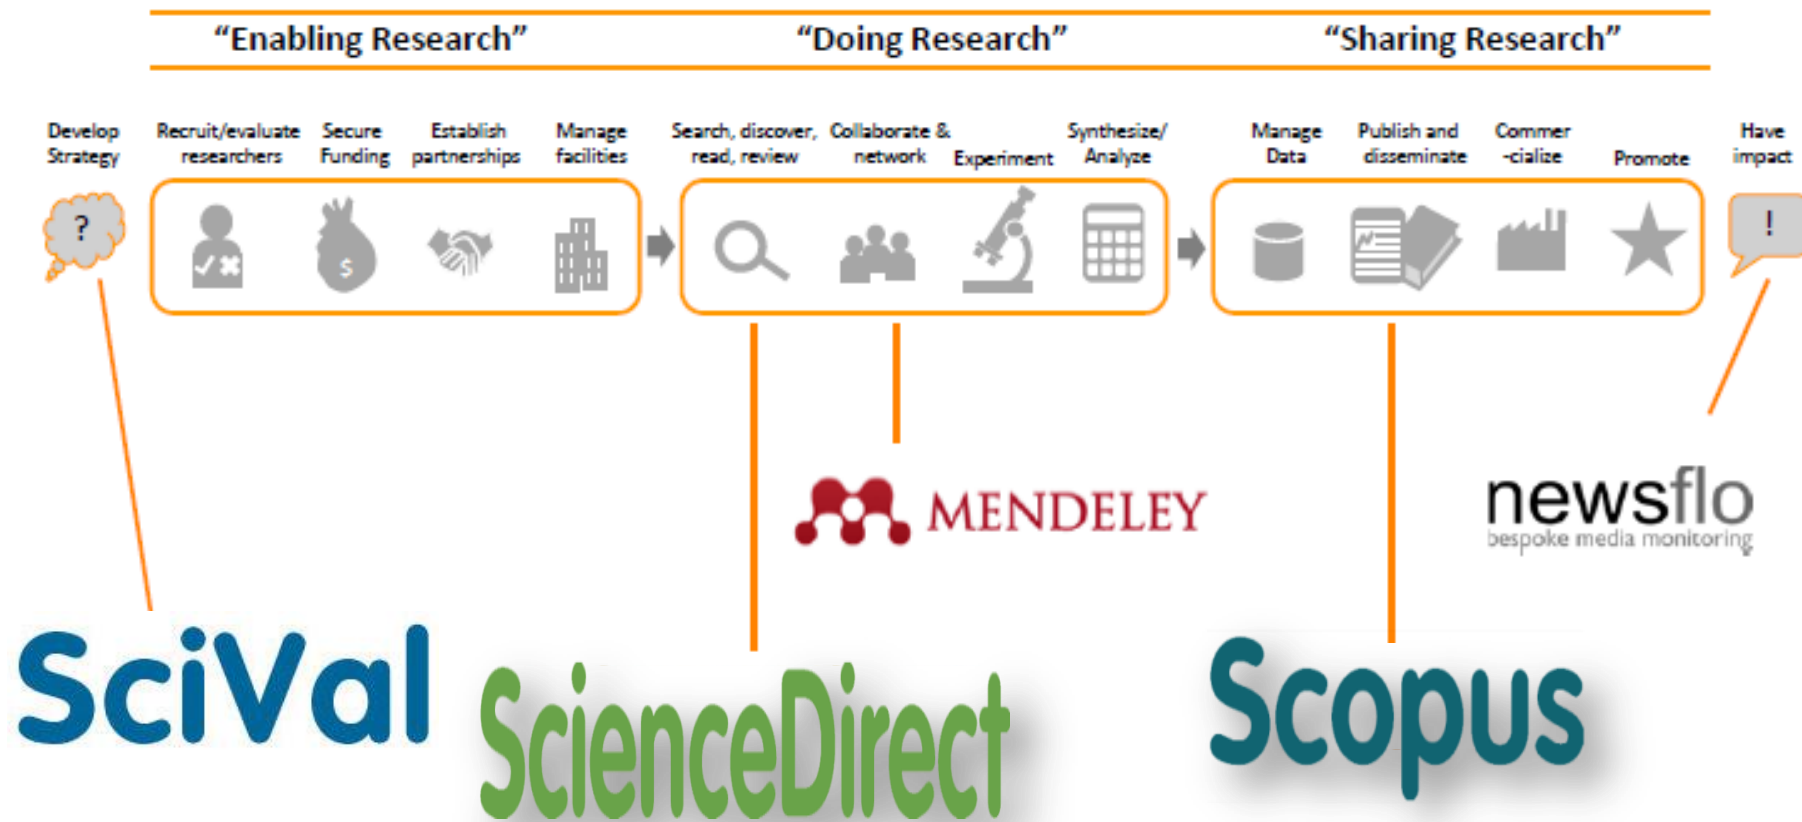 “Enabling Research”
“Doing Research”
“Sharing Research”
Develop
Strategy
Recruit/evaluate
researchers
Secure
Funding
Establish
partnerships
Manage
facilities
Search, discover,
read, review
Collaborate &
network
Experiment
Synthesize/
Analyze
Manage
Data
Publish and
disseminate
Commer
-cialize
Promote
Have
impact
?
$
!
MENDELEY
newsflo
bespoke media monitoring
SciVal
ScienceDirect
Scopus